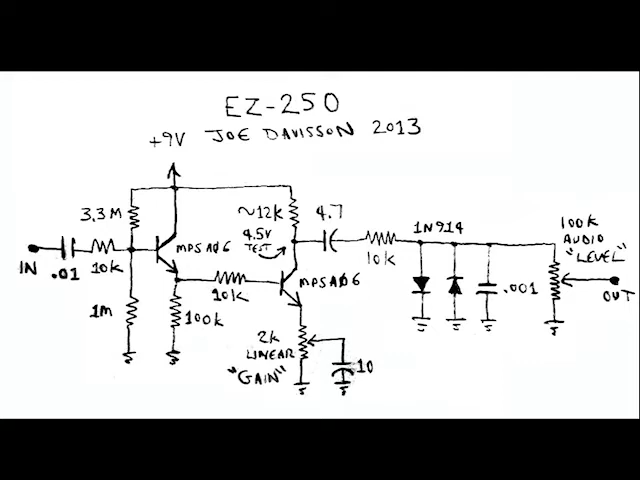 EZ-250
+9V JOE DAVISSON 2013
3.3M
~12K
4.7
4.5V
TEST
1N914
100K
AUDIO
"LEVEL"
MPSA06
MPSA06
IN
.01
10K
10K
10K
.001
OUT
1M
100K
2K
LINEAR
"GAIN"
10